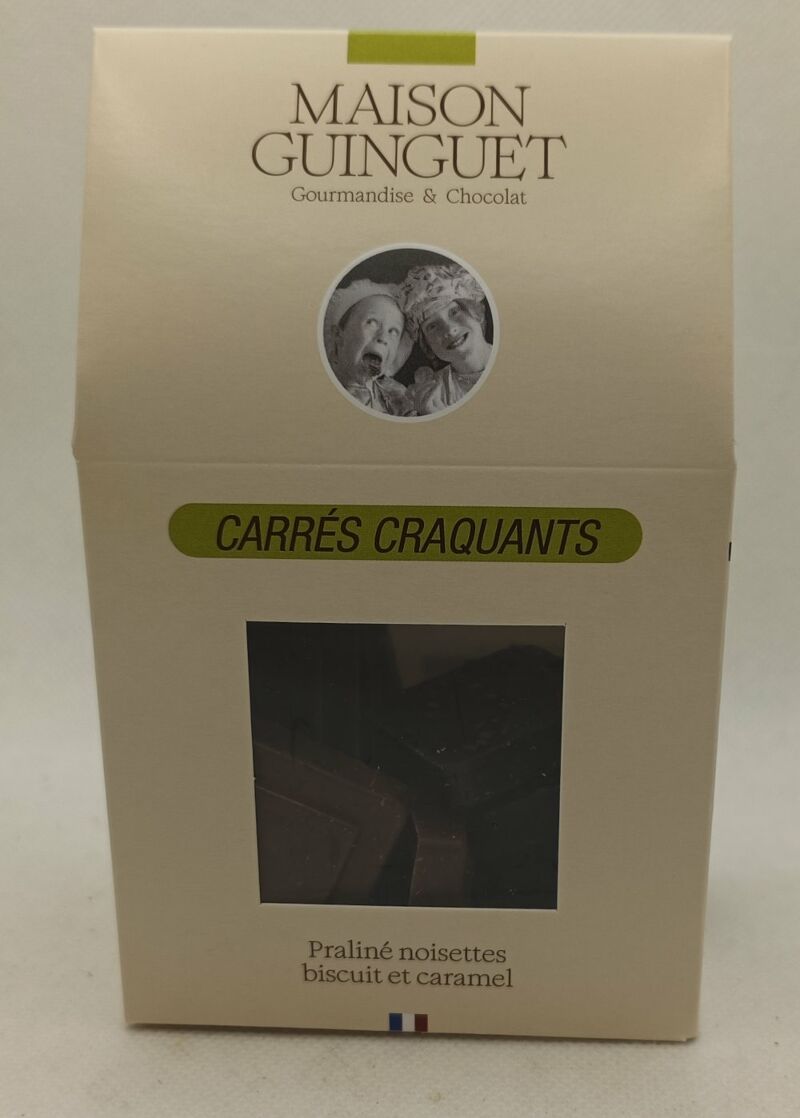 MAISON
GUINGUET
Gourmandise & Chocolat
CARRÉS CRAQUANTS
Praliné noisettes
biscuit et caramel